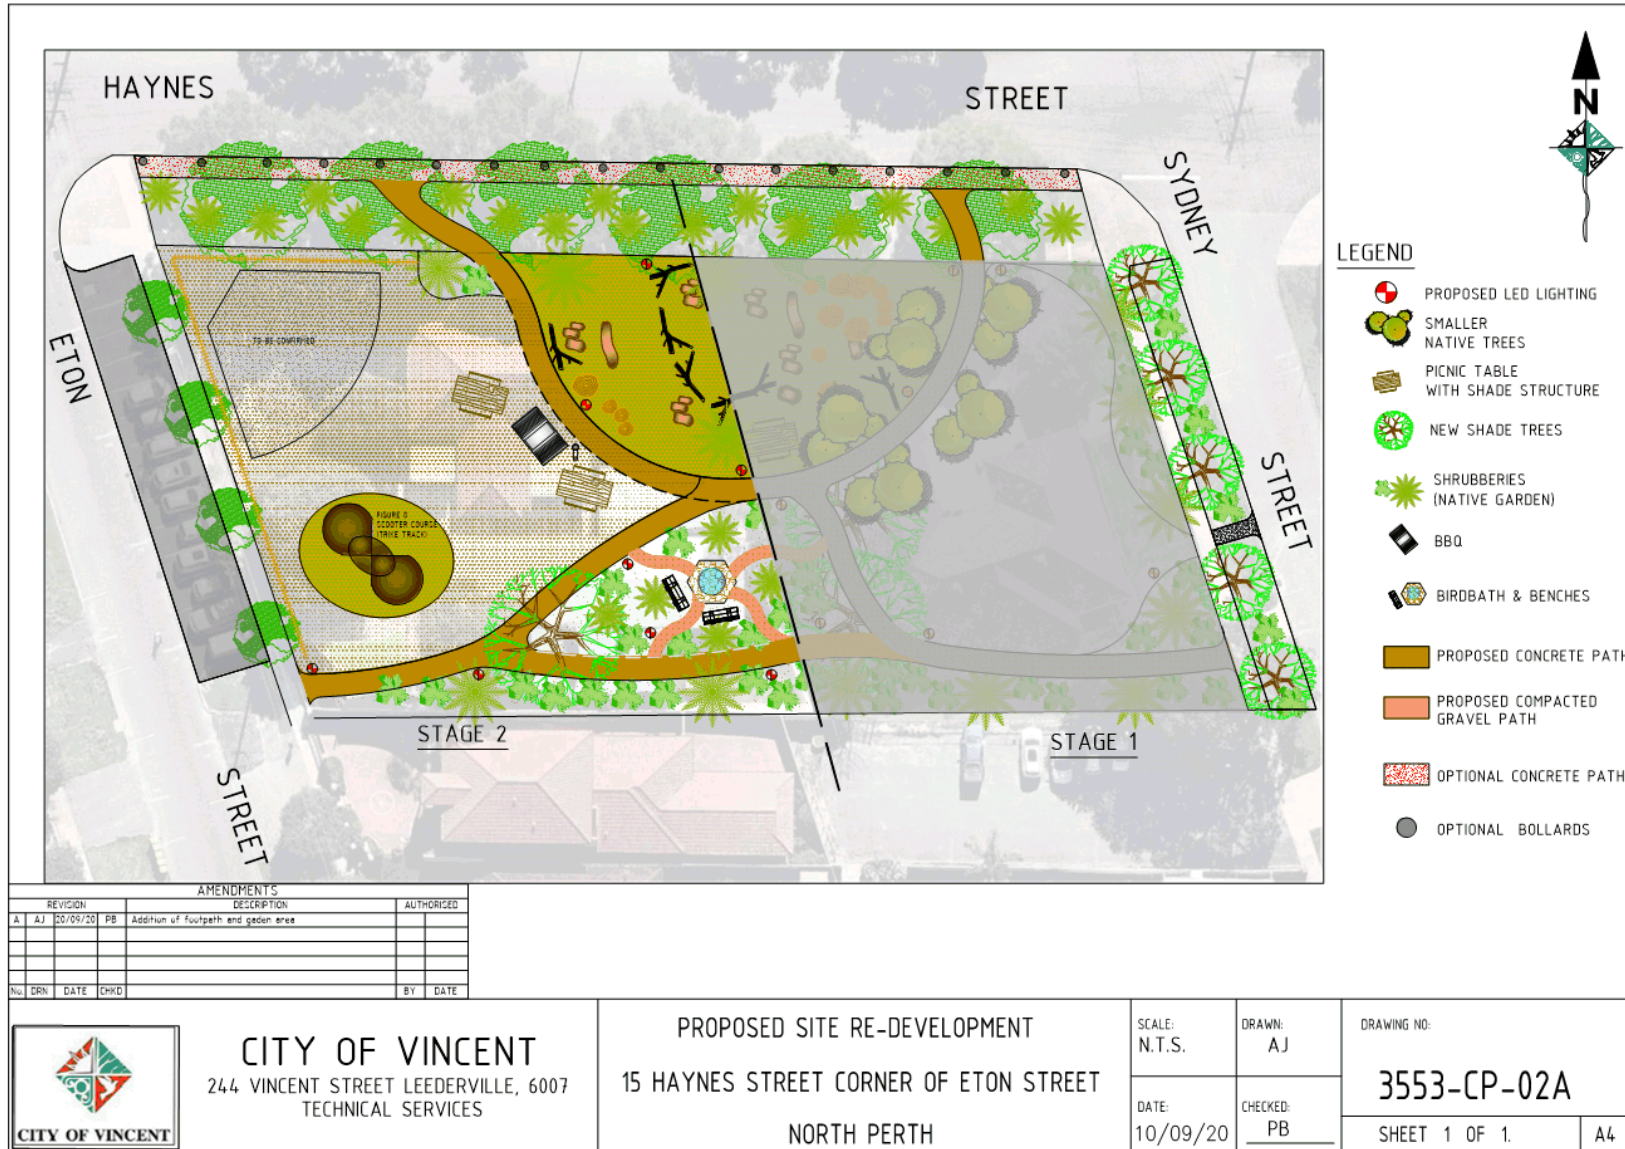 HAYNES
STREET
N
SYDNEY
STREET
ETON
STREET
TO BE CONFIRMED
FIGURE 8
SCOOTER COURSE
(TRIKE TRACK)
STAGE 2
STAGE 1
LEGEND
PROPOSED LED LIGHTING
SMALLER
NATIVE TREES
PICNIC TABLE
WITH SHADE STRUCTURE
NEW SHADE TREES
SHRUBBERIES
(NATIVE GARDEN)
BBQ
BIRDBATH & BENCHES
PROPOSED CONCRETE PATH
PROPOSED COMPACTED
GRAVEL PATH
OPTIONAL CONCRETE PATH
OPTIONAL BOLLARDS
AMENDMENTS
REVISION DESCRIPTION AUTHORISED
A AJ 20/09/20 PB Addition of footpath and gaden area
No. DRN DATE CHKD BY DATE
CITY OF VINCENT
CITY OF VINCENT
244 VINCENT STREET LEEDERVILLE, 6007
TECHNICAL SERVICES
PROPOSED SITE RE-DEVELOPMENT
15 HAYNES STREET CORNER OF ETON STREET
NORTH PERTH
SCALE:
N.T.S.
DRAWN:
AJ
DATE:
10/09/20
CHECKED:
PB
DRAWING NO:
3553-CP-02A
SHEET 1 OF 1.
A4